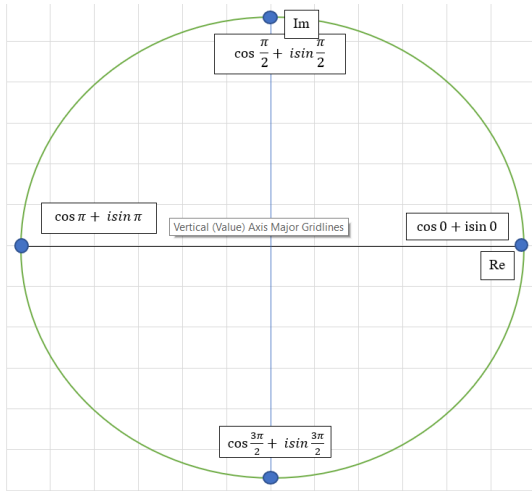 Im
cos π/2 + isin π/2
cos π + isin π
Vertical (Value) Axis Major Gridlines
cos 0 + isin 0
Re
cos 3π/2 + isin 3π/2